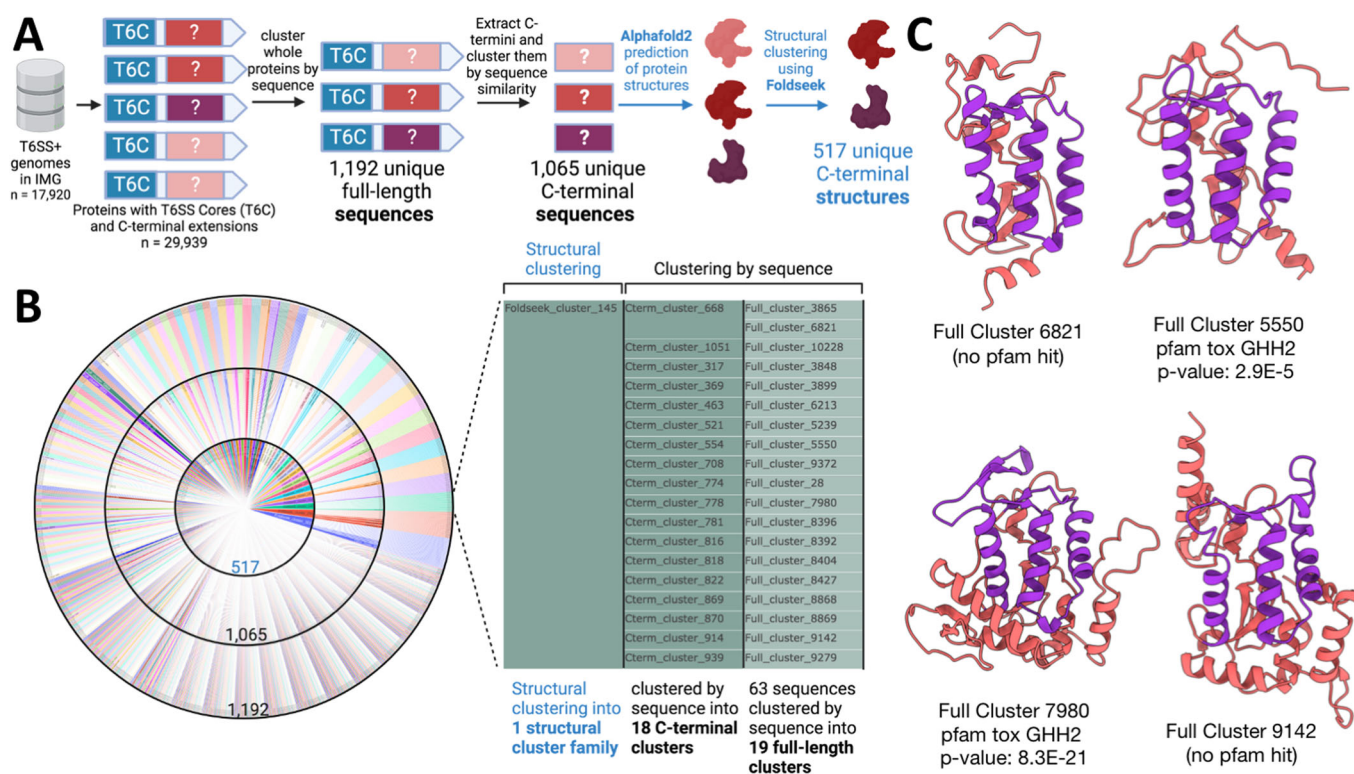 A
T6SS+
genomes
in IMG
n = 17,920
T6C ?
T6C ?
T6C ?
T6C ?
T6C ?
Proteins with T6SS Cores (T6C)
and C-terminal extensions
n = 29,939
cluster
whole
proteins by
sequence
T6C ?
T6C ?
T6C ?
1,192 unique
full-length
sequences
Extract C-
termini and
cluster them
by sequence
similarity
?
?
?
1,065 unique
C-terminal
sequences
Alphafold2
prediction
of protein
structures
Structural
clustering
using
Foldseek
517 unique
C-terminal
structures
B
517
1,065
1,192
Structural
clustering
Clustering by sequence
Foldseek_cluster_145 Cterm_cluster_668 Full_cluster_3865
Full_cluster_6821
Cterm_cluster_1051 Full_cluster_10228
Cterm_cluster_317 Full_cluster_3848
Cterm_cluster_369 Full_cluster_3899
Cterm_cluster_463 Full_cluster_6213
Cterm_cluster_521 Full_cluster_5239
Cterm_cluster_554 Full_cluster_5550
Cterm_cluster_708 Full_cluster_9372
Cterm_cluster_774 Full_cluster_28
Cterm_cluster_778 Full_cluster_7980
Cterm_cluster_781 Full_cluster_8396
Cterm_cluster_816 Full_cluster_8392
Cterm_cluster_818 Full_cluster_8404
Cterm_cluster_822 Full_cluster_8427
Cterm_cluster_869 Full_cluster_8868
Cterm_cluster_870 Full_cluster_8869
Cterm_cluster_914 Full_cluster_9142
Cterm_cluster_939 Full_cluster_9279
Structural
clustering into
1 structural
cluster family
clustered by
sequence into
18 C-terminal
clusters
63 sequences
clustered by
sequence into
19 full-length
clusters
C
Full Cluster 6821
(no pfam hit)
Full Cluster 5550
pfam tox GHH2
p-value: 2.9E-5
Full Cluster 7980
pfam tox GHH2
p-value: 8.3E-21
Full Cluster 9142
(no pfam hit)